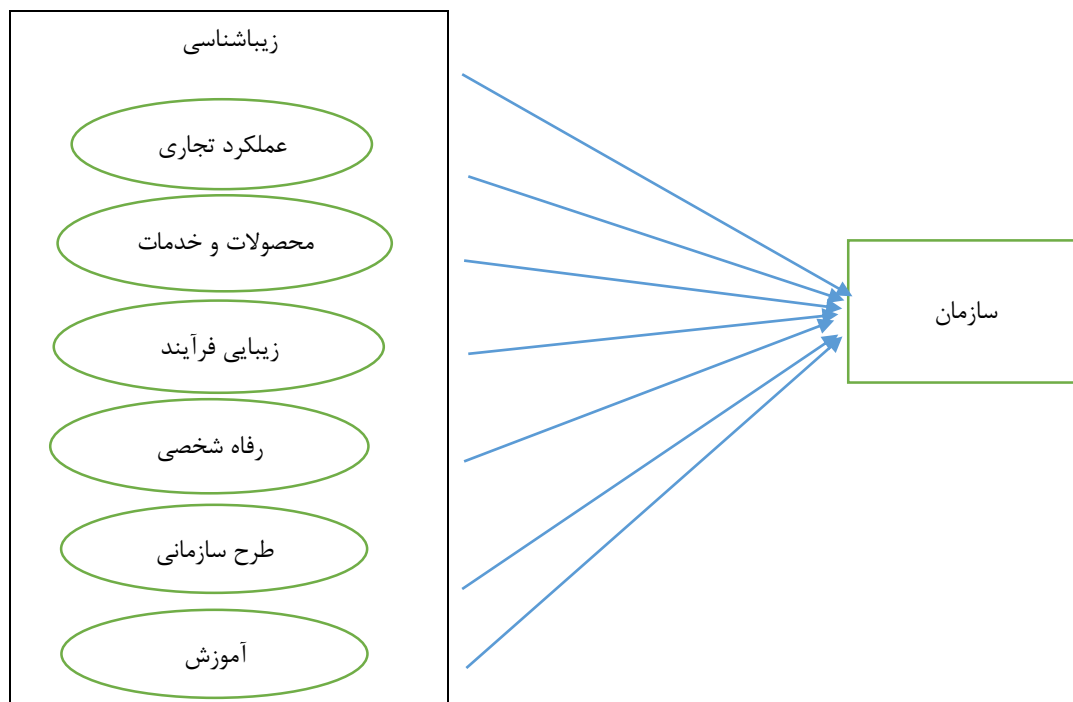 زیباشناسی
عملکرد تجاری
محصولات و خدمات
زیبایی فرآیند
رفاه شخصی
طرح سازمانی
آموزش
سازمان